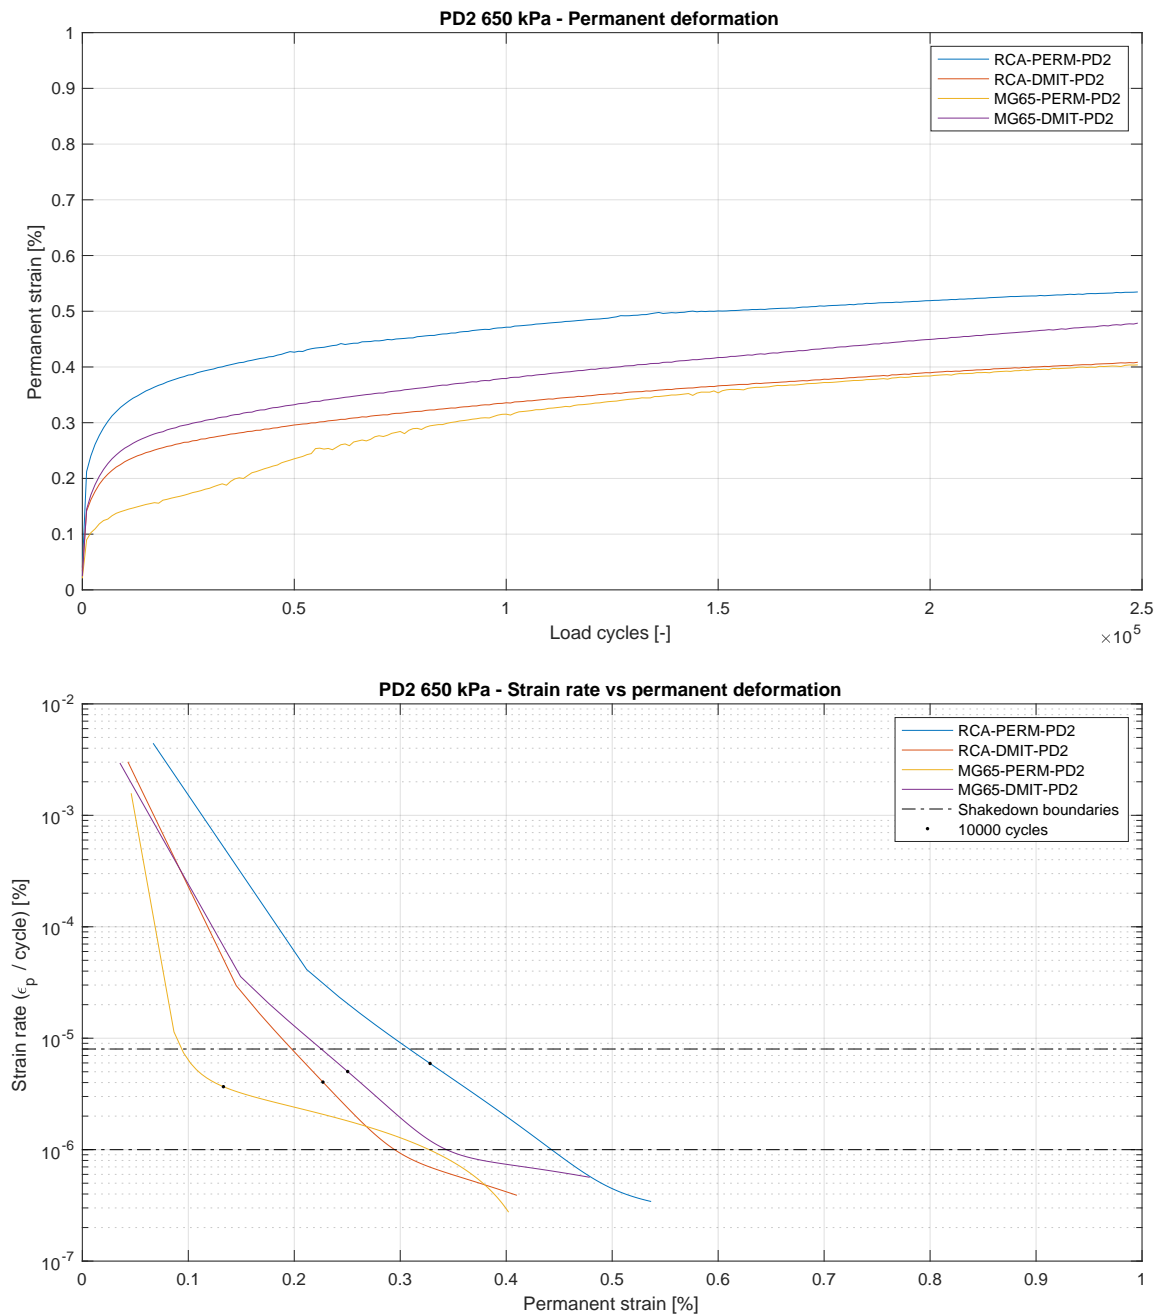 PD2 650 kPa - Permanent deformation
1
0.9
0.8
0.7
0.6
0.5
0.4
0.3
0.2
0.1
0
Permanent strain [%]
RCA-PERM-PD2
RCA-DMIT-PD2
MG65-PERM-PD2
MG65-DMIT-PD2
0 0.5 1 1.5 2 2.5
Load cycles [-]
×10^5
PD2 650 kPa - Strain rate vs permanent deformation
10^-2
10^-3
10^-4
10^-5
10^-6
10^-7
Strain rate (ϵ_p / cycle) [%]
RCA-PERM-PD2
RCA-DMIT-PD2
MG65-PERM-PD2
MG65-DMIT-PD2
Shakedown boundaries
10000 cycles
0 0.1 0.2 0.3 0.4 0.5 0.6 0.7 0.8 0.9 1
Permanent strain [%]